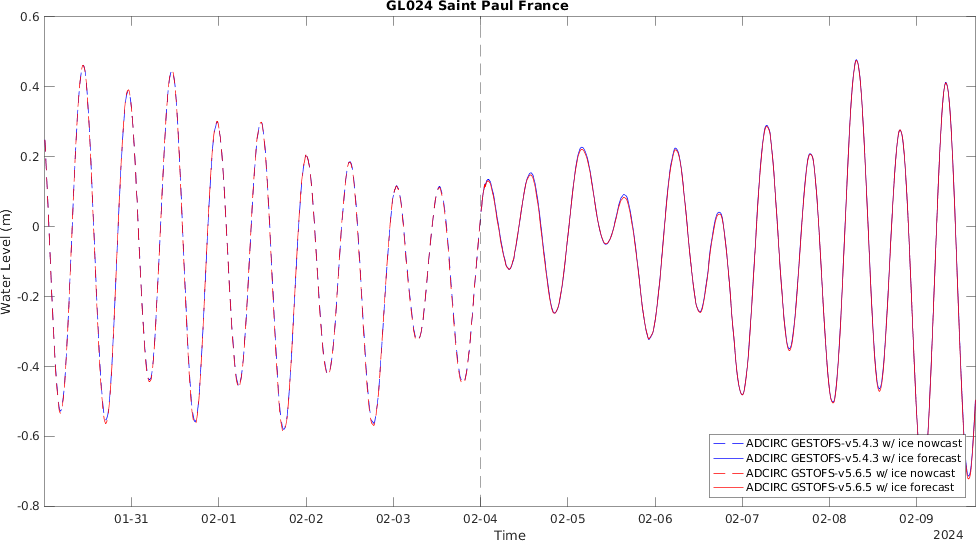 GL024 Saint Paul France
0.6
0.4
0.2
0
-0.2
-0.4
-0.6
-0.8
Water Level (m)
ADCIRC GESTOFS-v5.4.3 w/ ice nowcast
ADCIRC GESTOFS-v5.4.3 w/ ice forecast
ADCIRC GSTOFS-v5.6.5 w/ ice nowcast
ADCIRC GSTOFS-v5.6.5 w/ ice forecast
01-31 02-01 02-02 02-03 02-04 02-05 02-06 02-07 02-08 02-09
Time
2024